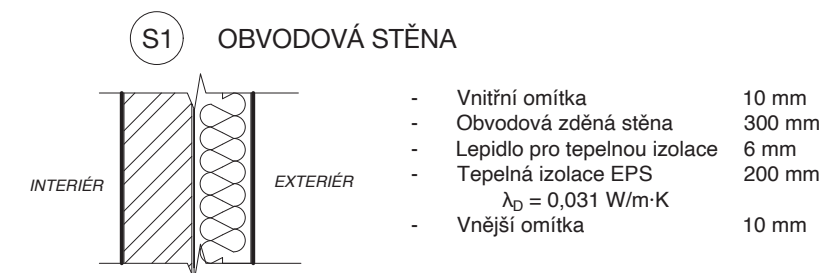 S1 OBVODOVÁ STĚNA
INTERIÉR
EXTERIÉR
- Vnitřní omítka 10 mm
- Obvodová zděná stěna 300 mm
- Lepidlo pro tepelnou izolace 6 mm
- Tepelná izolace EPS 200 mm
λD = 0,031 W/m·K
- Vnější omítka 10 mm